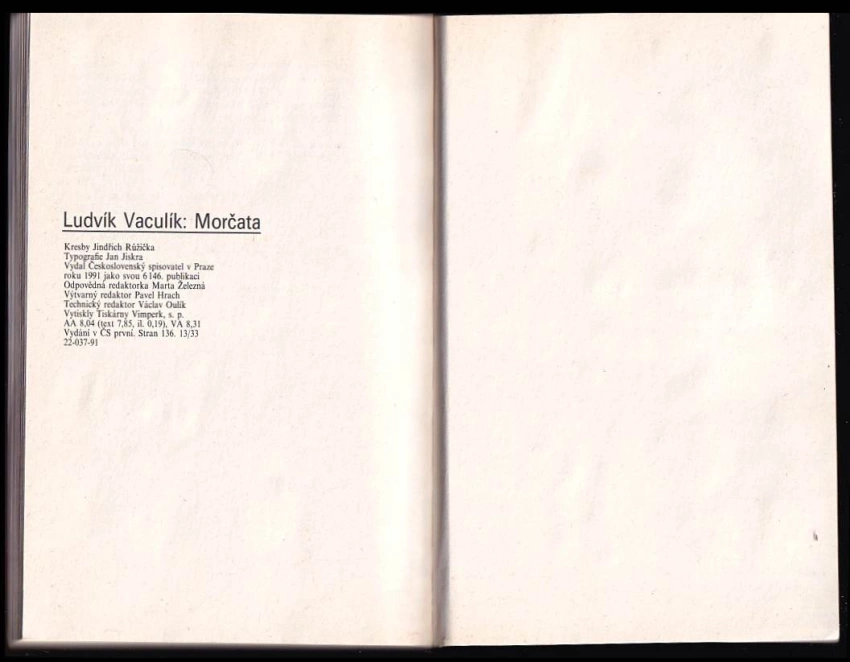 Ludvík Vaculík: Morčata
Kresby Jindřich Růžička
Typografie Jan Jiskra
Vydal Československý spisovatel v Praze
roku 1991 jako svou 6146. publikaci
Odpovědná redaktorka Marta Železná
Výtvarný redaktor Pavel Hrach
Technický redaktor Václav Oulík
Vytiskly Tiskárny Vimperk, s. p.
AA 8,04 (text 7,85, il. 0,19), VA 8,31
Vydání v ČS první. Stran 136. 13/33
22-037-91